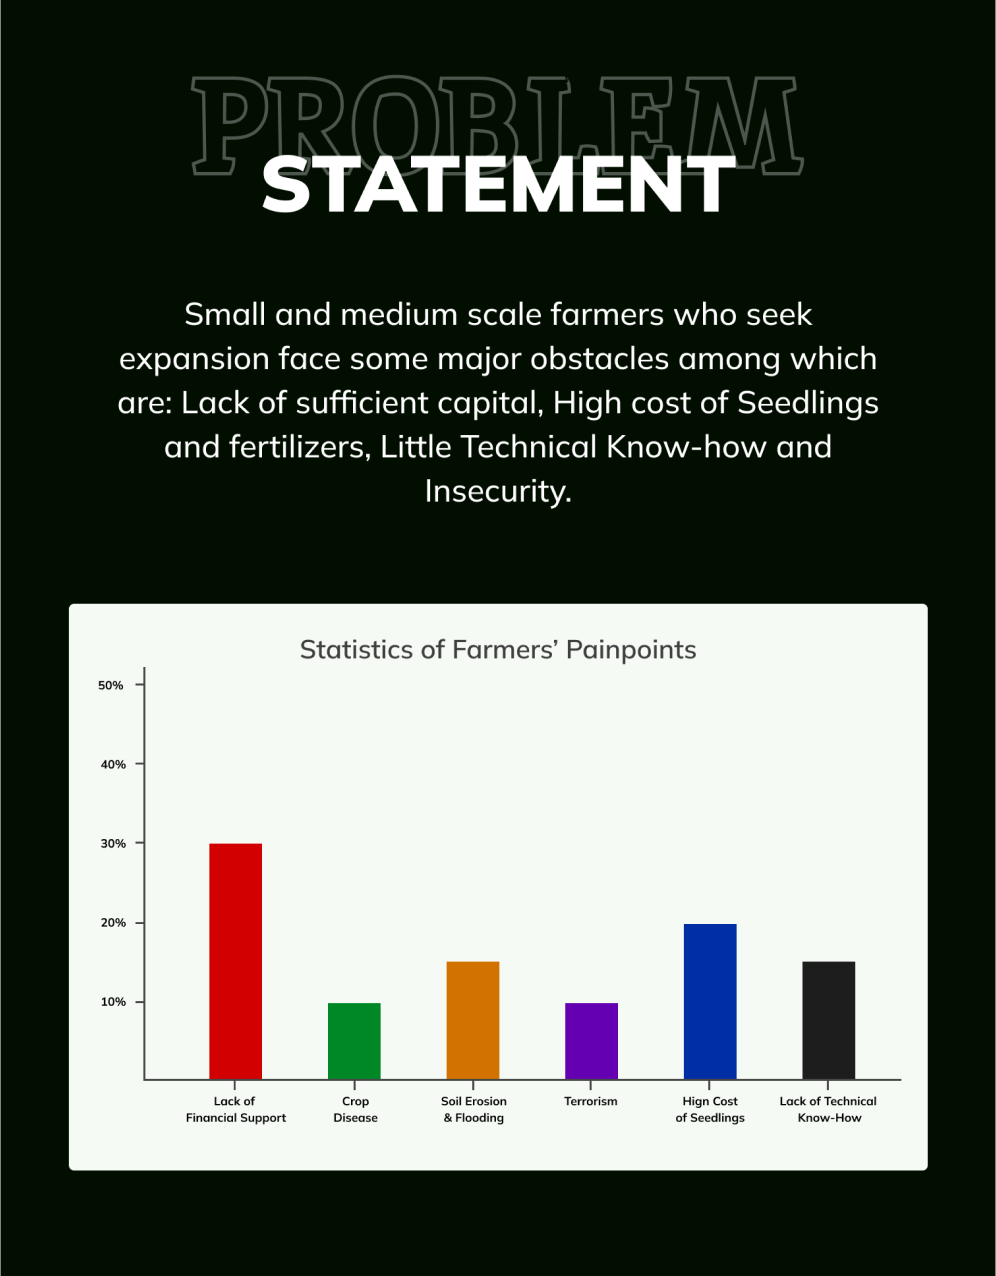 PROBLEM
STATEMENT
Small and medium scale farmers who seek
expansion face some major obstacles among which
are: Lack of sufficient capital, High cost of Seedlings
and fertilizers, Little Technical Know-how and
Insecurity.
Statistics of Farmers’ Painpoints
50%
40%
30%
20%
10%
Lack of
Financial Support
Crop
Disease
Soil Erosion
& Flooding
Terrorism
Hign Cost
of Seedlings
Lack of Technical
Know-How